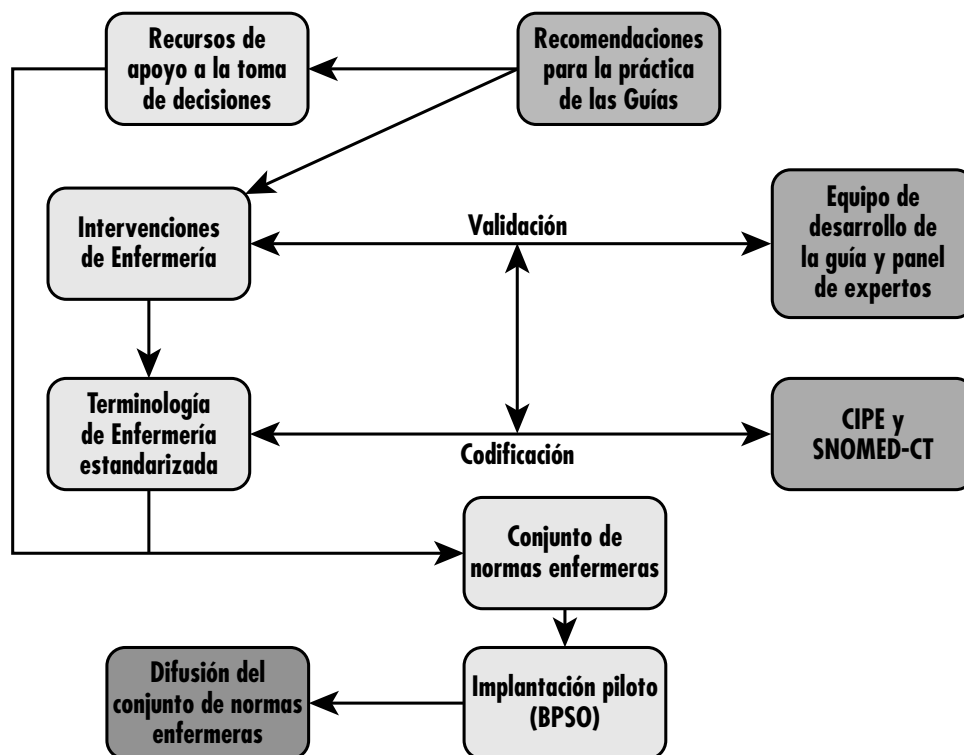 Recursos de
apoyo a la toma
de decisiones
Recomendaciones
para la práctica
de las Guías
Intervenciones
de Enfermería
Validación
Equipo de
desarrollo de
la guía y panel
de expertos
Terminología
de Enfermería
estandarizada
Codificación
CIPE y
SNOMED-CT
Conjunto de
normas enfermeras
Difusión del
conjunto de normas
enfermeras
Implantación piloto
(BPSO)